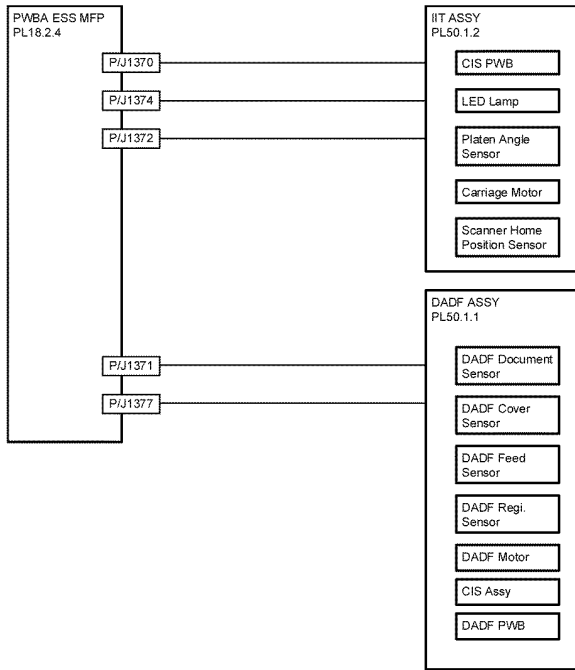 PWBA ESS MFP
PL18.2.4
P/J1370
P/J1374
P/J1372
P/J1371
P/J1377
IIT ASSY
PL50.1.2
CIS PWB
LED Lamp
Platen Angle
Sensor
Carriage Motor
Scanner Home
Position Sensor
DADF ASSY
PL50.1.1
DADF Document
Sensor
DADF Cover
Sensor
DADF Feed
Sensor
DADF Regi.
Sensor
DADF Motor
CIS Assy
DADF PWB